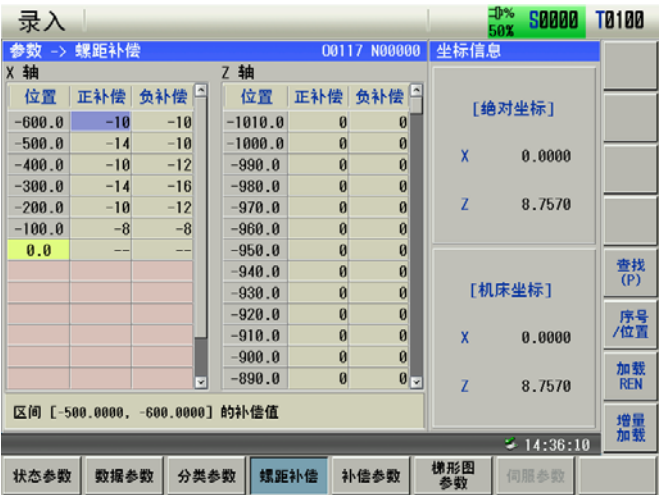 录入 50% S0000 T0100
参数 -> 螺距补偿 O0117 N00000 坐标信息
X 轴 Z 轴
位置 正补偿 负补偿 位置 正补偿 负补偿
-600.0 -10 -10 -1010.0 0 0
-500.0 -14 -10 -1000.0 0 0
-400.0 -10 -12 -990.0 0 0
-300.0 -14 -16 -980.0 0 0
-200.0 -10 -12 -970.0 0 0
-100.0 -8 -8 -960.0 0 0
0.0 -- -- -950.0 0 0
-940.0 0 0
-930.0 0 0
-920.0 0 0
-910.0 0 0
-900.0 0 0
-890.0 0 0
区间 [-500.0000, -600.0000] 的补偿值
[绝对坐标]
X 0.0000
Z 8.7570
[机床坐标]
X 0.0000
Z 8.7570
查找
(P)
序号
/位置
加载
REN
增量
加载
14:36:10
状态参数 数据参数 分类参数 螺距补偿 补偿参数 梯形图
参数 伺服参数